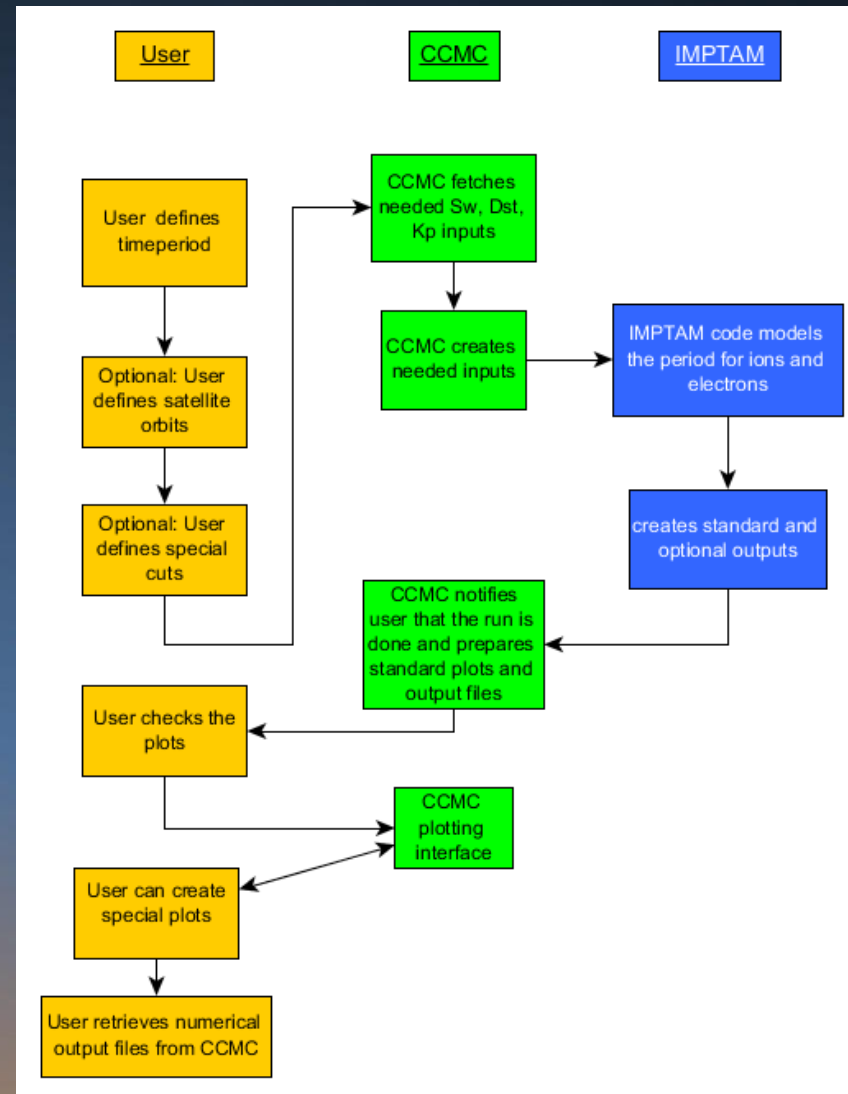 User
CCMC
IMPTAM
User defines
timeperiod
Optional: User
defines satellite
orbits
Optional: User
defines special
cuts
CCMC fetches
needed Sw, Dst,
Kp inputs
CCMC creates
needed inputs
IMPTAM code models
the period for ions and
electrons
creates standard and
optional outputs
CCMC notifies
user that the run is
done and prepares
standard plots and
output files
User checks the
plots
CCMC
plotting
interface
User can create
special plots
User retrieves numerical
output files from CCMC